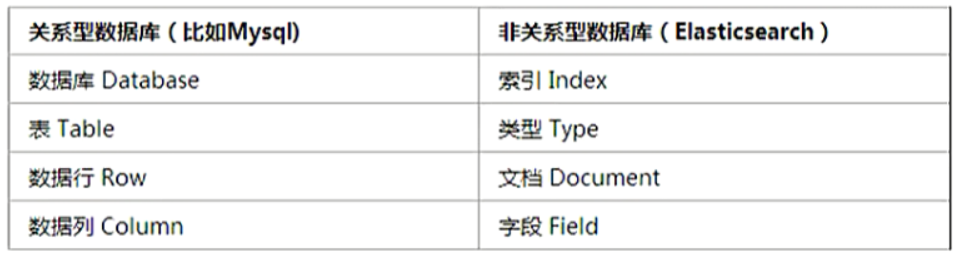 关系型数据库（比如Mysql) 非关系型数据库（Elasticsearch）
数据库 Database 索引 Index
表 Table 类型 Type
数据行 Row 文档 Document
数据列 Column 字段 Field